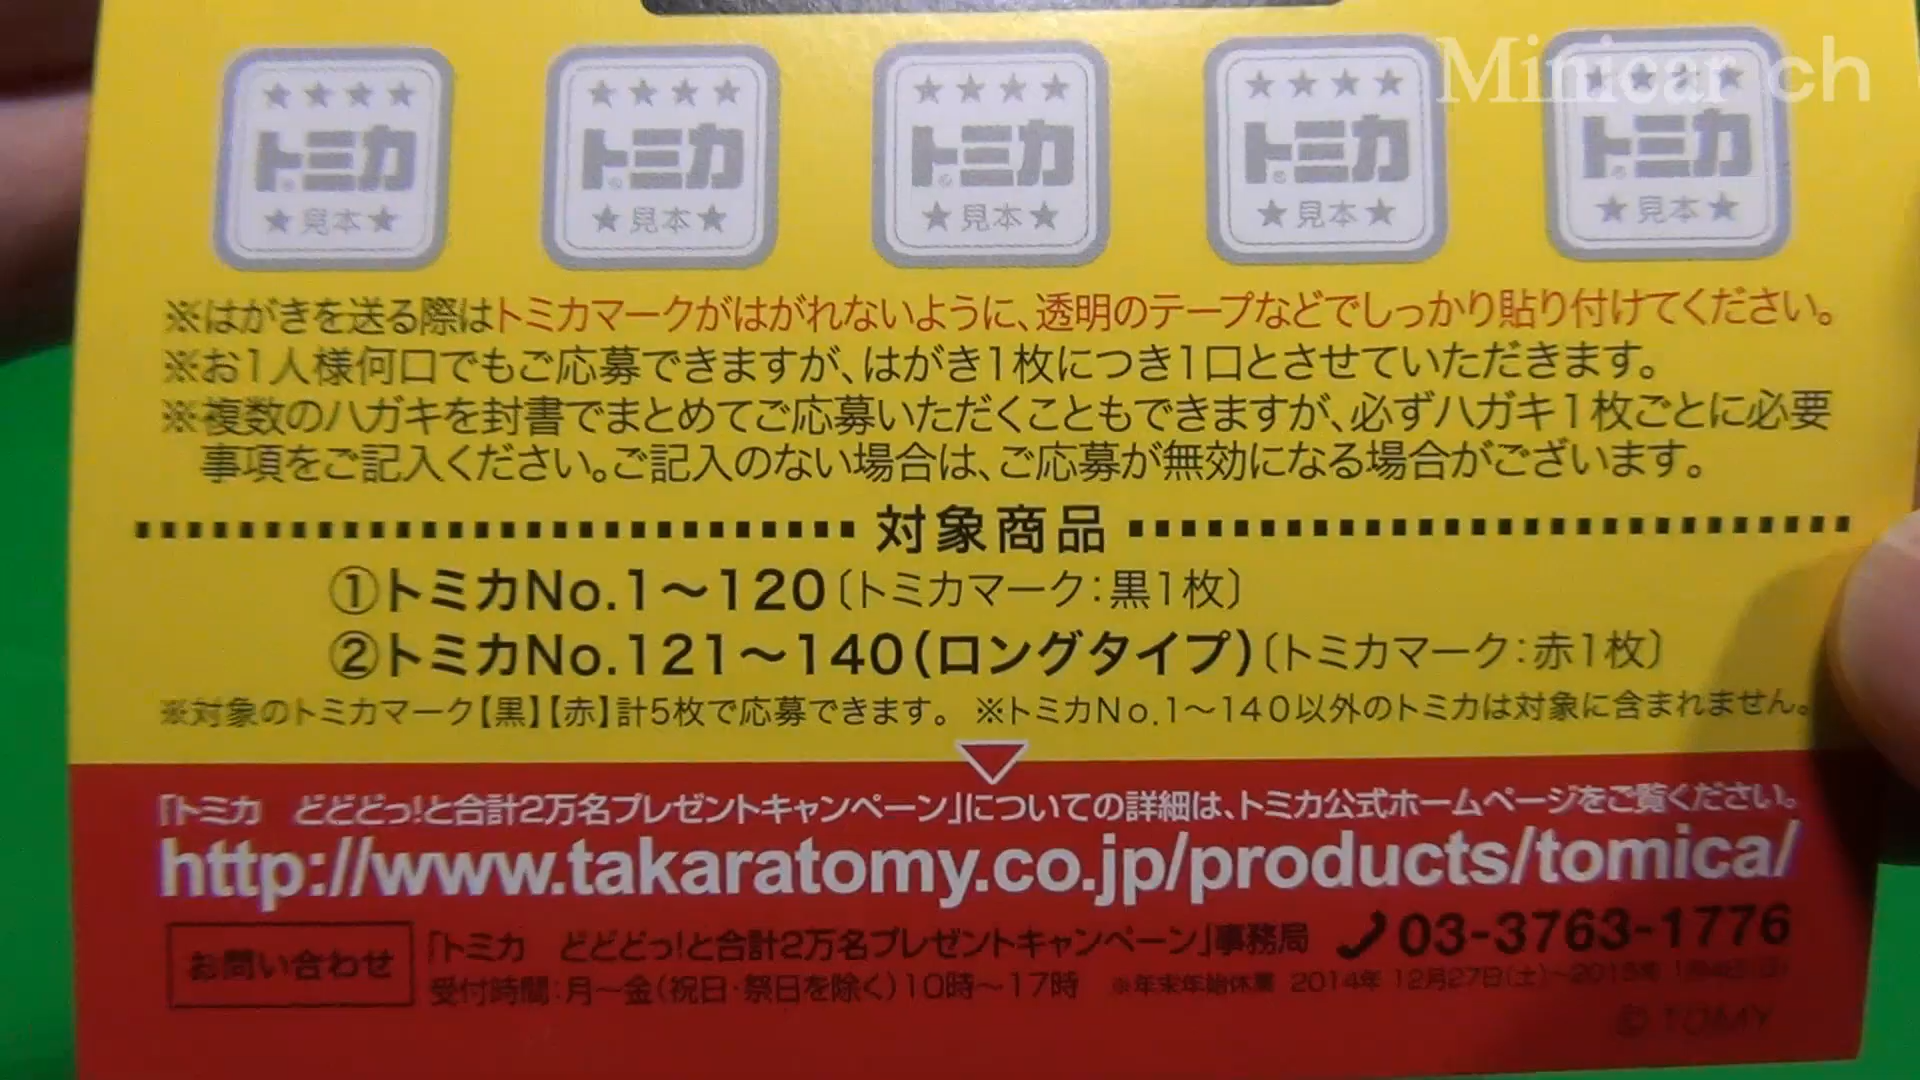 Minicar ch
★★★★ ★★★★ ★★★★ ★★★★ ★★★★
トミカ® トミカ® トミカ® トミカ® トミカ®
★見本★ ★見本★ ★見本★ ★見本★ ★見本★
※はがきを送る際はトミカマークがはがれないように、透明のテープなどでしっかり貼り付けてください。
※お1人様何口でもご応募できますが、はがき1枚につき1口とさせていただきます。
※複数のハガキを封書でまとめてご応募いただくこともできますが、必ずハガキ1枚ごとに必要
事項をご記入ください。ご記入のない場合は、ご応募が無効になる場合がございます。
対象商品
①トミカNo.1～120〔トミカマーク：黒1枚〕
②トミカNo.121～140(ロングタイプ)〔トミカマーク：赤1枚〕
※対象のトミカマーク【黒】【赤】計5枚で応募できます。 ※トミカNo.1～140以外のトミカは対象に含まれません。
「トミカ どどどっ!と合計2万名プレゼントキャンペーン」についての詳細は、トミカ公式ホームページをご覧ください。
http://www.takaratomy.co.jp/products/tomica/
お問い合わせ 「トミカ どどどっ!と合計2万名プレゼントキャンペーン」事務局 03-3763-1776
受付時間：月～金(祝日・祭日を除く)10時～17時 ※年末年始休業 2014年 12月27日(土)～2015年
© TOMY